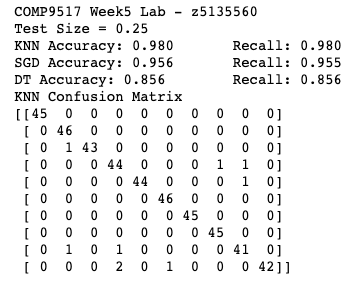 COMP9517 Week5 Lab - z5135560
Test Size = 0.25
KNN Accuracy: 0.980 Recall: 0.980
SGD Accuracy: 0.956 Recall: 0.955
DT Accuracy: 0.856 Recall: 0.856
KNN Confusion Matrix
[[45 0 0 0 0 0 0 0 0 0]
[ 0 46 0 0 0 0 0 0 0 0]
[ 0 1 43 0 0 0 0 0 0 0]
[ 0 0 0 44 0 0 0 1 1 0]
[ 0 0 0 0 44 0 0 0 1 0]
[ 0 0 0 0 0 46 0 0 0 0]
[ 0 0 0 0 0 0 45 0 0 0]
[ 0 0 0 0 0 0 0 45 0 0]
[ 0 1 0 1 0 0 0 0 41 0]
[ 0 0 0 2 0 1 0 0 0 42]]